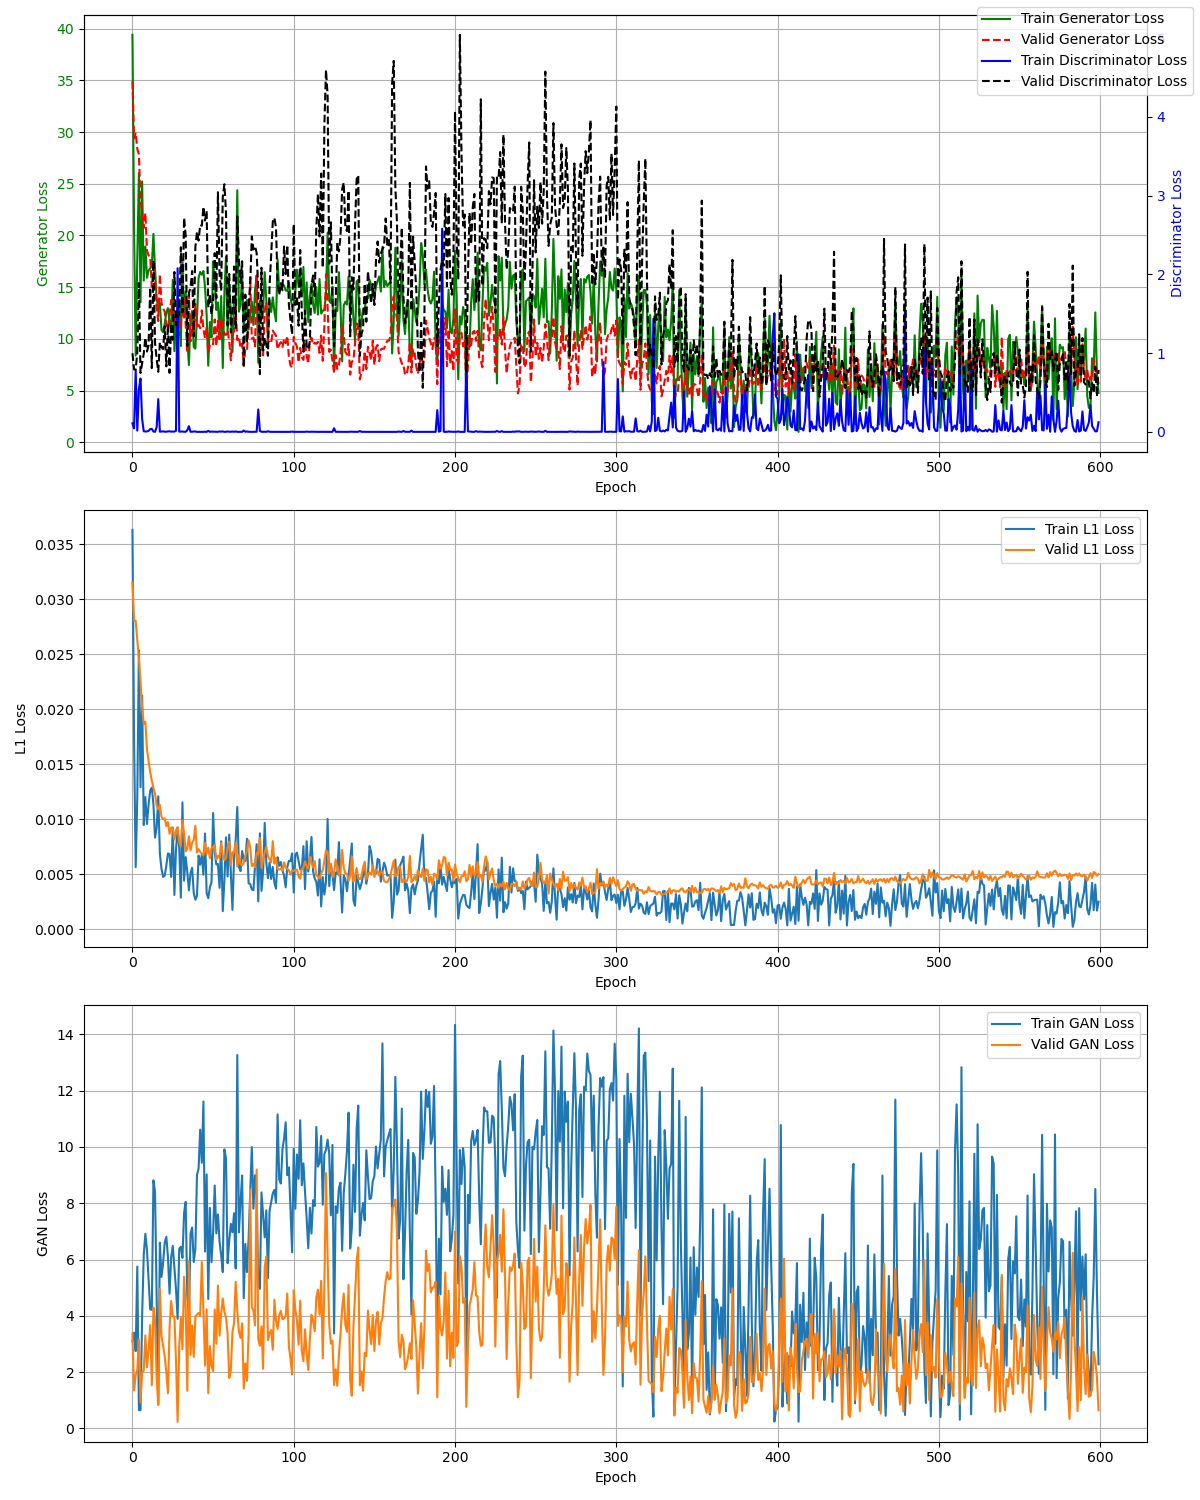 Train Generator Loss
Valid Generator Loss
Train Discriminator Loss
Valid Discriminator Loss
40
35
30
25
20
15
10
5
0
Generator Loss
4
3
2
1
0
Discriminator Loss
0 100 200 300 400 500 600
Epoch
Train L1 Loss
Valid L1 Loss
0.035
0.030
0.025
0.020
0.015
0.010
0.005
0.000
L1 Loss
0 100 200 300 400 500 600
Epoch
Train GAN Loss
Valid GAN Loss
14
12
10
8
6
4
2
0
GAN Loss
0 100 200 300 400 500 600
Epoch